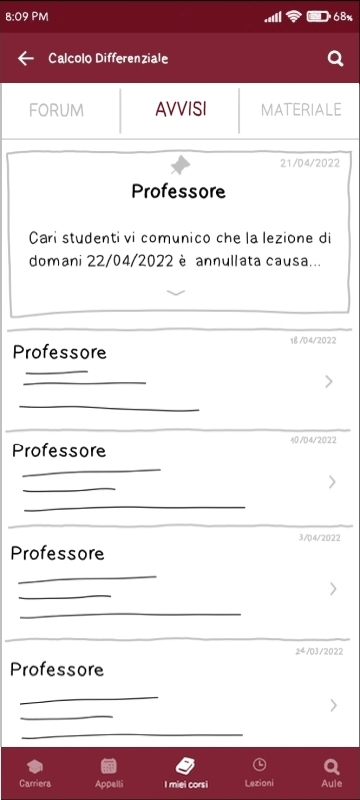 8:09 PM 68%
Calcolo Differenziale
FORUM AVVISI MATERIALE
21/04/2022
Professore
Cari studenti vi comunico che la lezione di
domani 22/04/2022 è annullata causa...
18/04/2022
Professore
10/04/2022
Professore
3/04/2022
Professore
24/03/2022
Professore
Carriera Appelli I miei corsi Lezioni Aule